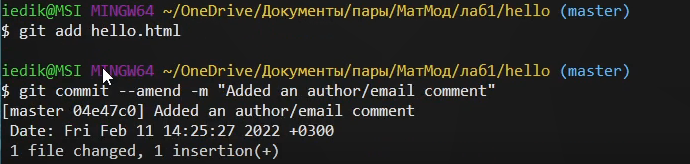 iedik@MSI MINGW64 ~/OneDrive/Документы/пары/МатМод/лаб1/hello (master)
$ git add hello.html
iedik@MSI MINGW64 ~/OneDrive/Документы/пары/МатМод/лаб1/hello (master)
$ git commit --amend -m "Added an author/email comment"
[master 04e47c0] Added an author/email comment
Date: Fri Feb 11 14:25:27 2022 +0300
1 file changed, 1 insertion(+)